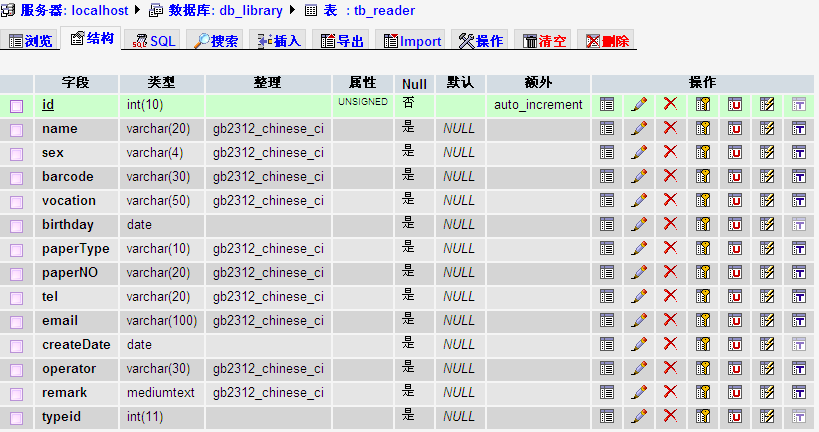 服务器: localhost 数据库: db_library 表 : tb_reader
浏览 结构 SQL 搜索 插入 导出 Import 操作 清空 删除
字段 类型 整理 属性 Null 默认 额外 操作
id int(10) UNSIGNED 否 auto_increment
name varchar(20) gb2312_chinese_ci 是 NULL
sex varchar(4) gb2312_chinese_ci 是 NULL
barcode varchar(30) gb2312_chinese_ci 是 NULL
vocation varchar(50) gb2312_chinese_ci 是 NULL
birthday date 是 NULL
paperType varchar(10) gb2312_chinese_ci 是 NULL
paperNO varchar(20) gb2312_chinese_ci 是 NULL
tel varchar(20) gb2312_chinese_ci 是 NULL
email varchar(100) gb2312_chinese_ci 是 NULL
createDate date 是 NULL
operator varchar(30) gb2312_chinese_ci 是 NULL
remark mediumtext gb2312_chinese_ci 是 NULL
typeid int(11) 是 NULL